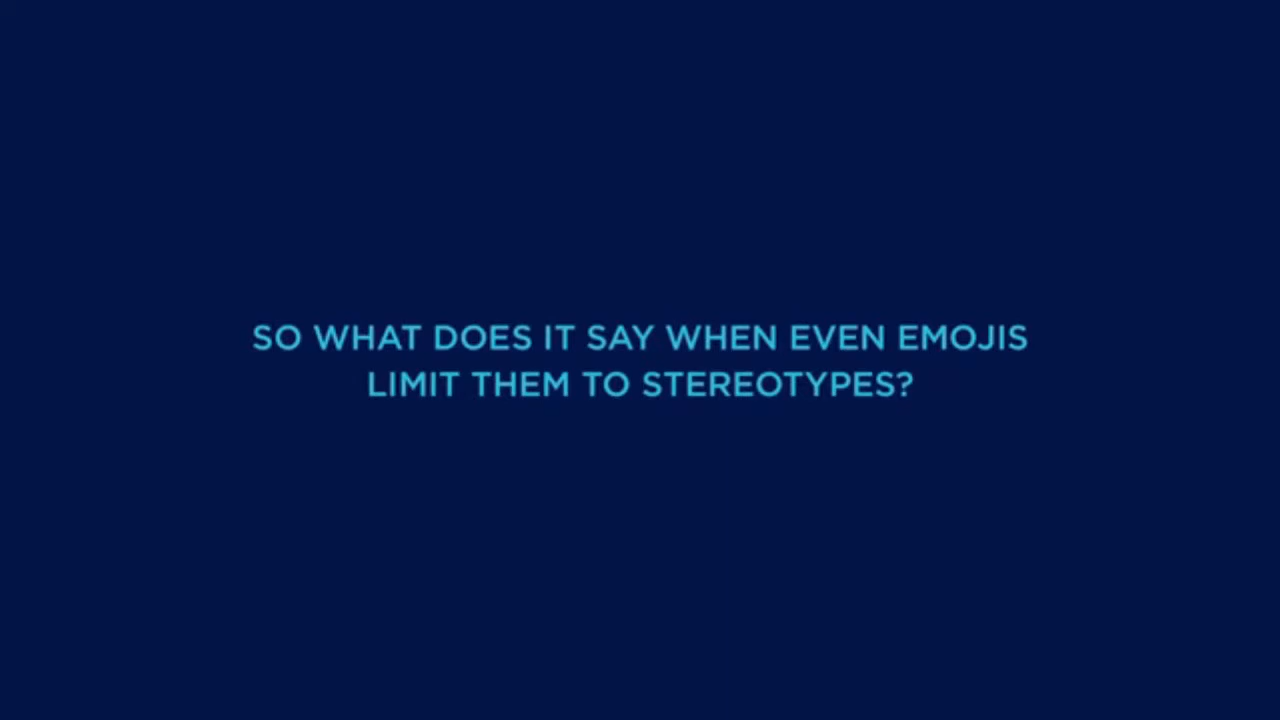 SO WHAT DOES IT SAY WHEN EVEN EMOJIS
LIMIT THEM TO STEREOTYPES?